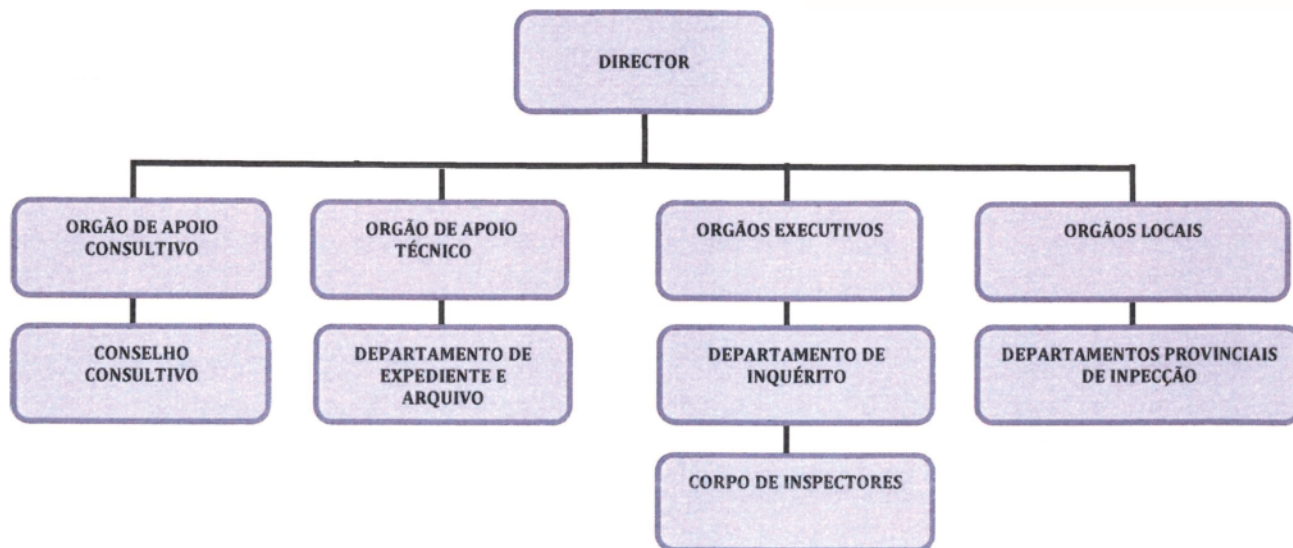 DIRECTOR
ORGÃO DE APOIO
CONSULTIVO
ORGÃO DE APOIO
TÉCNICO
ORGÃOS EXECUTIVOS
ORGÃOS LOCAIS
CONSELHO
CONSULTIVO
DEPARTAMENTO DE
EXPEDIENTE E
ARQUIVO
DEPARTAMENTO DE
INQUÉRITO
DEPARTAMENTOS PROVINCIAIS
DE INPECÇÃO
CORPO DE INSPECTORES